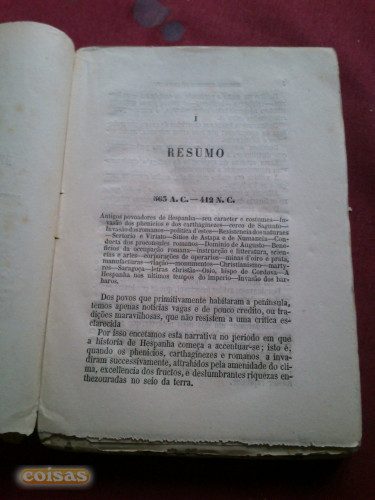 I
RESUMO
865 A. C.—412 N. C.
Antigos povoadores de Hespanha—seu caracter e costumes—In-
vasão dos phenicios e dos carthaginezes—cerco de Sagunto—
Invasão dos romanos—politica d'estes—Resistencia dos naturaes
—Sertorio e Viriato—Sitios de Astapa e de Numancia—Con-
ducta dos pretendentes romanos—Dominio de Augusto—Bene-
ficios da occupação romana—instrucção e litteratura, scien-
cias e artes—corporações de operarios—minas d'ouro e prata,
manufacturas—viação—monumentos—Christianismo—marty-
res—Saragoça—letras christãs—Osio, bispo de Cordova—A
Hespanha nos ultimos tempos do imperio—Invasão dos bar-
baros.
Dos povos que primitivamente habitaram a peninsula,
temos apenas noticias vagas e de pouco credito, ou tra-
dições maravilhosas, que não resistem a uma critica es-
clarecida
Por isso encetamos esta narrativa no periodo em que
a historia de Hespanha começa a accentuar-se; isto é,
quando os phenicios, carthaginezes e romanos a inva-
diram successivamente, attrahidos pela amenidade do cli-
ma, excellencia dos fructos, e deslumbrantes riquezas en-
thezouradas no seio da terra.
coisas